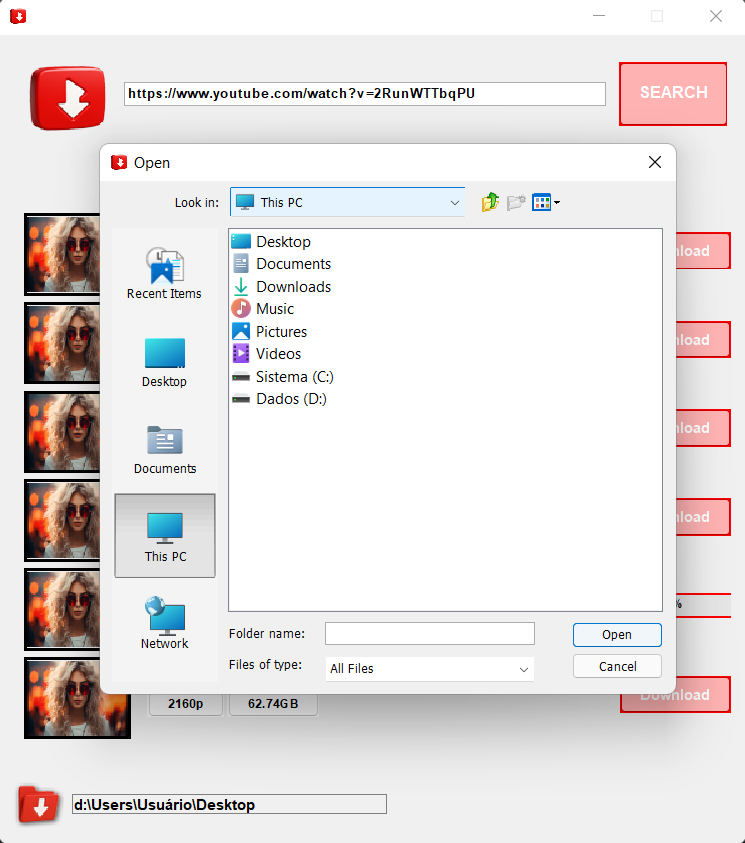 https://www.youtube.com/watch?v=2RunWTTbqPU
SEARCH
Open
Look in:
This PC
Recent Items
Desktop
Documents
This PC
Network
Desktop
Documents
Downloads
Music
Pictures
Videos
Sistema (C:)
Dados (D:)
Folder name:
Open
Files of type:
All Files
Cancel
nload
nload
nload
nload
%
2160p
62.74GB
Download
d:\Users\Usuário\Desktop